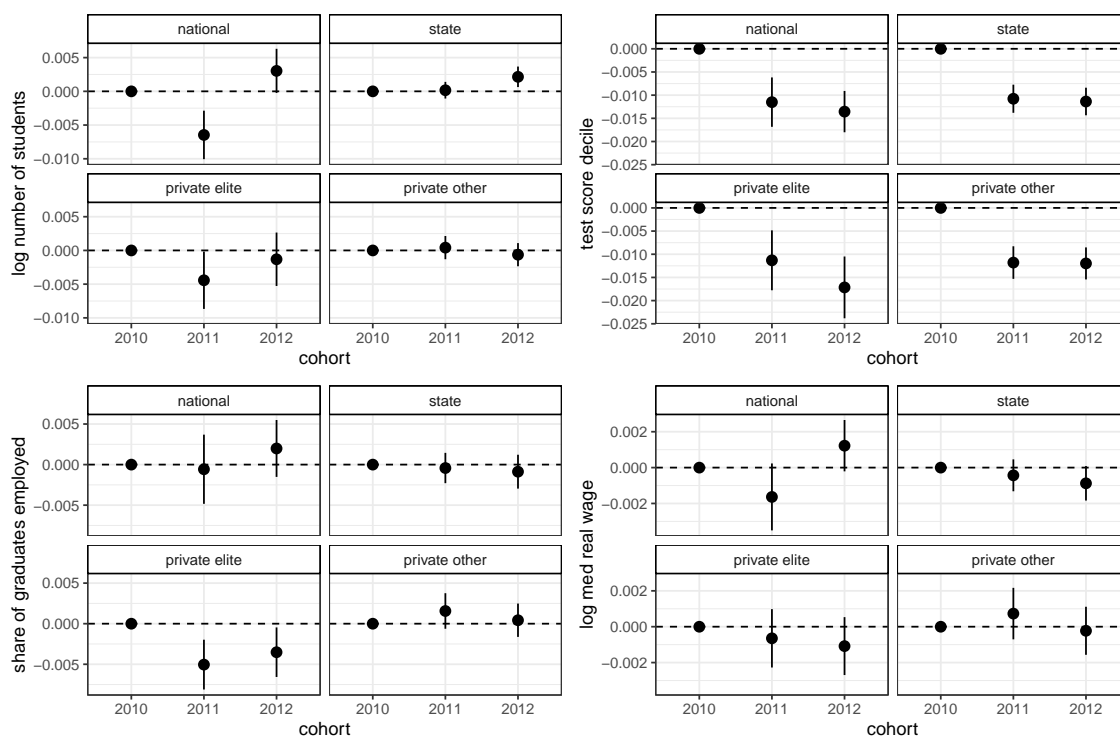 national state
log number of students
0.005
0.000
−0.005
−0.010
private elite private other
0.005
0.000
−0.005
−0.010
2010 2011 2012 2010 2011 2012
cohort
national state
test score decile
0.000
−0.005
−0.010
−0.015
−0.020
−0.025
private elite private other
0.000
−0.005
−0.010
−0.015
−0.020
−0.025
2010 2011 2012 2010 2011 2012
cohort
national state
share of graduates employed
0.005
0.000
−0.005
private elite private other
0.005
0.000
−0.005
2010 2011 2012 2010 2011 2012
cohort
national state
log med real wage
0.002
0.000
−0.002
private elite private other
0.002
0.000
−0.002
2010 2011 2012 2010 2011 2012
cohort